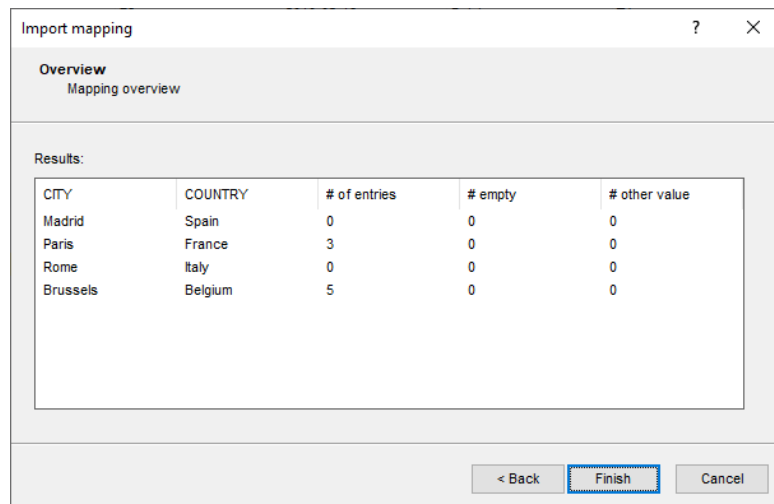 Import mapping ?
Overview
Mapping overview
Results:
CITY COUNTRY # of entries # empty # other value
Madrid Spain 0 0 0
Paris France 3 0 0
Rome Italy 0 0 0
Brussels Belgium 5 0 0
< Back Finish Cancel